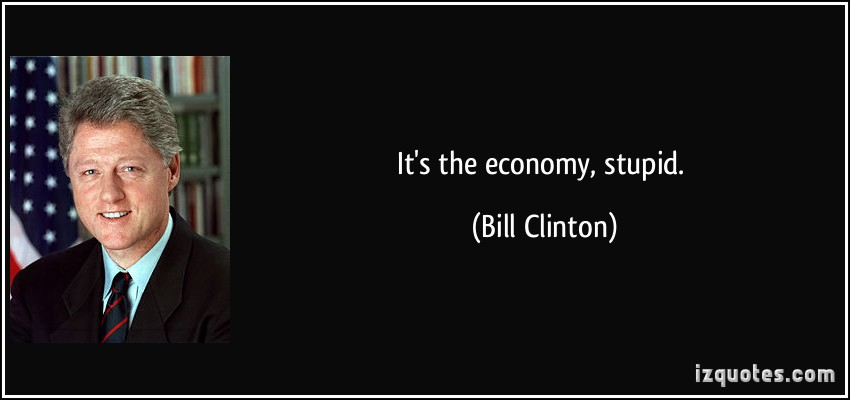 It's the economy, stupid.
(Bill Clinton)
izquotes.com